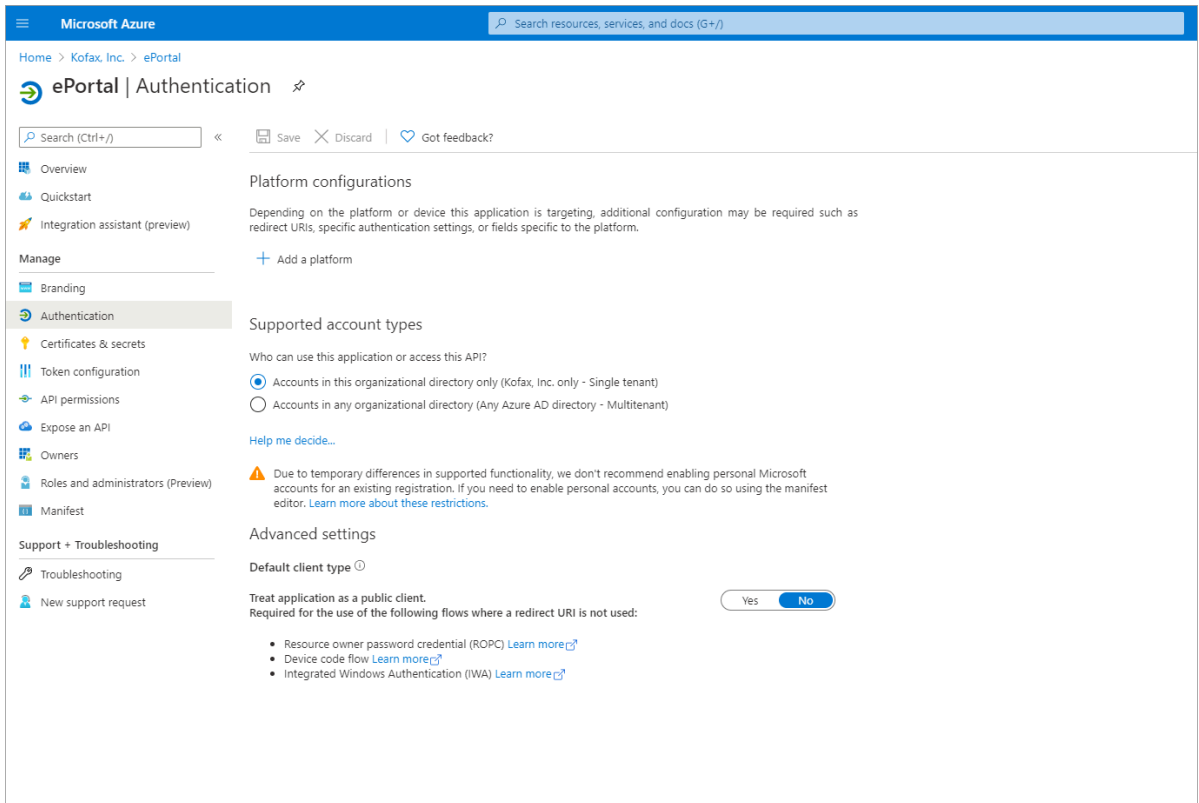 Microsoft Azure
Search resources, services, and docs (G+/)
Home > Kofax, Inc. > ePortal
ePortal | Authentication
Search (Ctrl+/)
«
Save
Discard
Got feedback?
Overview
Quickstart
Integration assistant (preview)
Manage
Branding
Authentication
Certificates & secrets
Token configuration
API permissions
Expose an API
Owners
Roles and administrators (Preview)
Manifest
Support + Troubleshooting
Troubleshooting
New support request
Platform configurations
Depending on the platform or device this application is targeting, additional configuration may be required such as
redirect URIs, specific authentication settings, or fields specific to the platform.
Add a platform
Supported account types
Who can use this application or access this API?
Accounts in this organizational directory only (Kofax, Inc. only - Single tenant)
Accounts in any organizational directory (Any Azure AD directory - Multitenant)
Help me decide...
Due to temporary differences in supported functionality, we don't recommend enabling personal Microsoft
accounts for an existing registration. If you need to enable personal accounts, you can do so using the manifest
editor. Learn more about these restrictions.
Advanced settings
Default client type
Treat application as a public client.
Required for the use of the following flows where a redirect URI is not used:
Yes No
• Resource owner password credential (ROPC) Learn more
• Device code flow Learn more
• Integrated Windows Authentication (IWA) Learn more